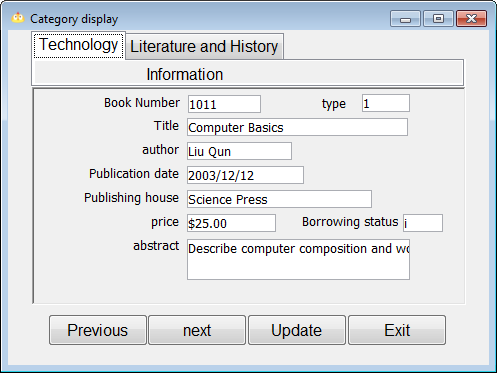 Category display
Technology Literature and History
Information
Book Number 1011 type 1
Title Computer Basics
author Liu Qun
Publication date 2003/12/12
Publishing house Science Press
price $25.00 Borrowing status i
abstract Describe computer composition and
Previous next Update Exit